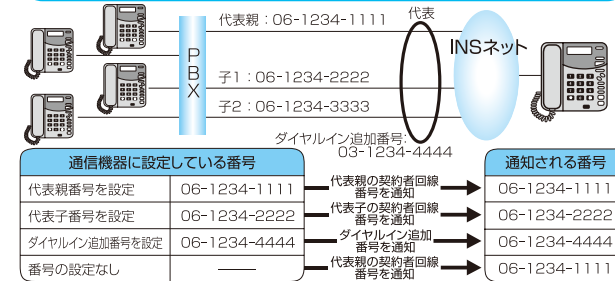 代表親：06-1234-1111
代表
INSネット
PBX
子1：06-1234-2222
子2：06-1234-3333
ダイヤルイン追加番号：
03-1234-4444
通信機器に設定している番号
通知される番号
代表親番号を設定 06-1234-1111 代表親の契約者回線 06-1234-1111
番号を通知
代表子番号を設定 06-1234-2222 代表子の契約者回線 06-1234-2222
番号を通知
ダイヤルイン追加番号を設定 06-1234-4444 ダイヤルイン追加 06-1234-4444
番号を通知
番号の設定なし —— 代表親の契約者回線 06-1234-1111
番号を通知